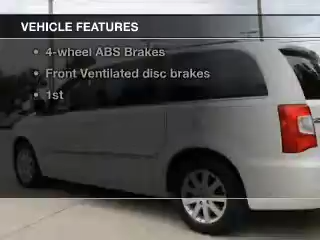 VEHICLE FEATURES
• 4-wheel ABS Brakes
• Front Ventilated disc brakes
• 1st